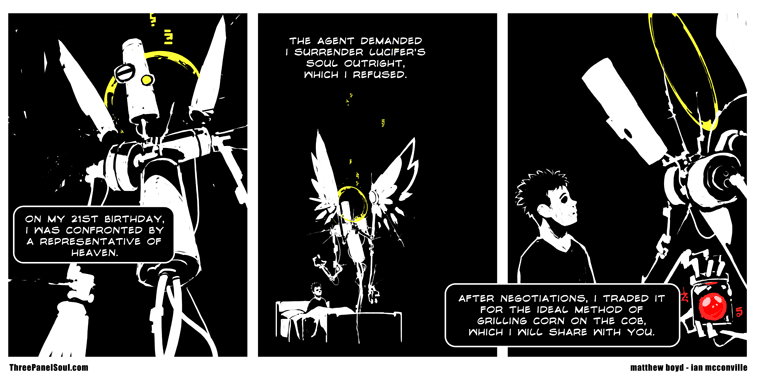 ON MY 21ST BIRTHDAY,
I WAS CONFRONTED BY
A REPRESENTATIVE OF
HEAVEN.
THE AGENT DEMANDED
I SURRENDER LUCIFER'S
SOUL OUTRIGHT,
WHICH I REFUSED.
AFTER NEGOTIATIONS, I TRADED IT
FOR THE IDEAL METHOD OF
GRILLING CORN ON THE COB,
WHICH I WILL SHARE WITH YOU.
ThreePanelSoul.com
matthew boyd - ian mcconville